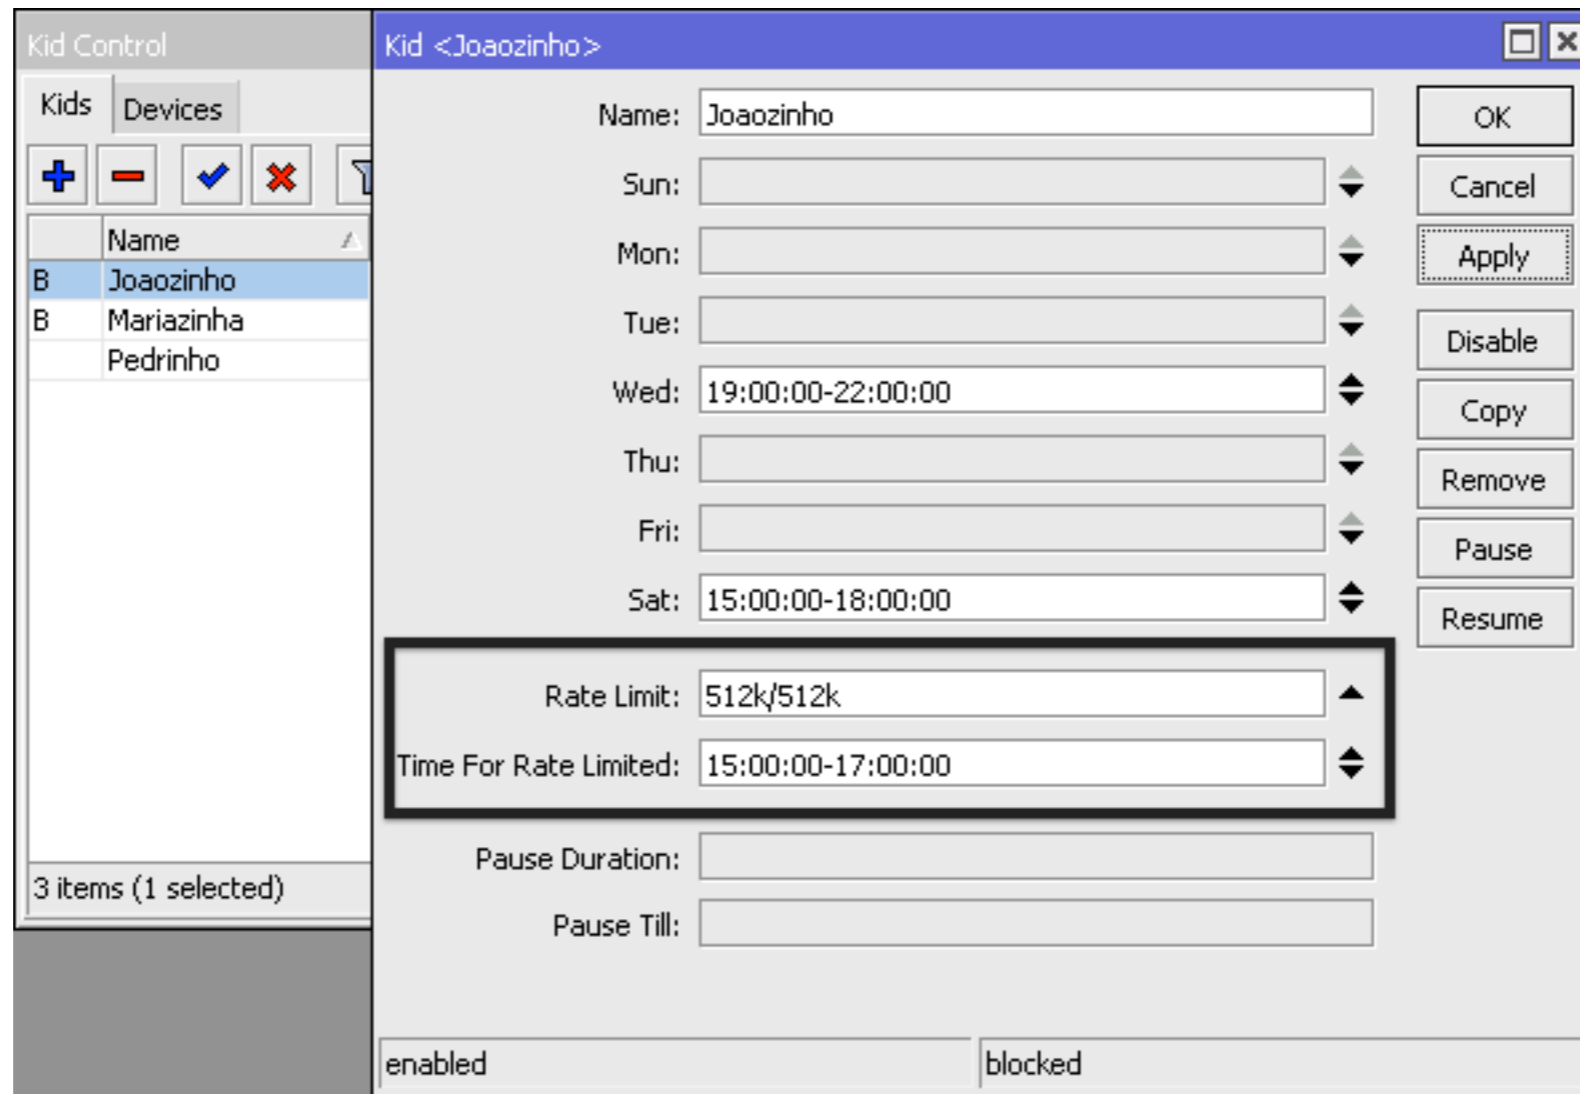 Kid Control
Kids Devices
Name
B Joaozinho
B Mariazinha
Pedrinho
3 items (1 selected)
Kid <Joaozinho>
Name: Joaozinho
Sun:
Mon:
Tue:
Wed: 19:00:00-22:00:00
Thu:
Fri:
Sat: 15:00:00-18:00:00
Rate Limit: 512k/512k
Time For Rate Limited: 15:00:00-17:00:00
Pause Duration:
Pause Till:
enabled
blocked
OK
Cancel
Apply
Disable
Copy
Remove
Pause
Resume